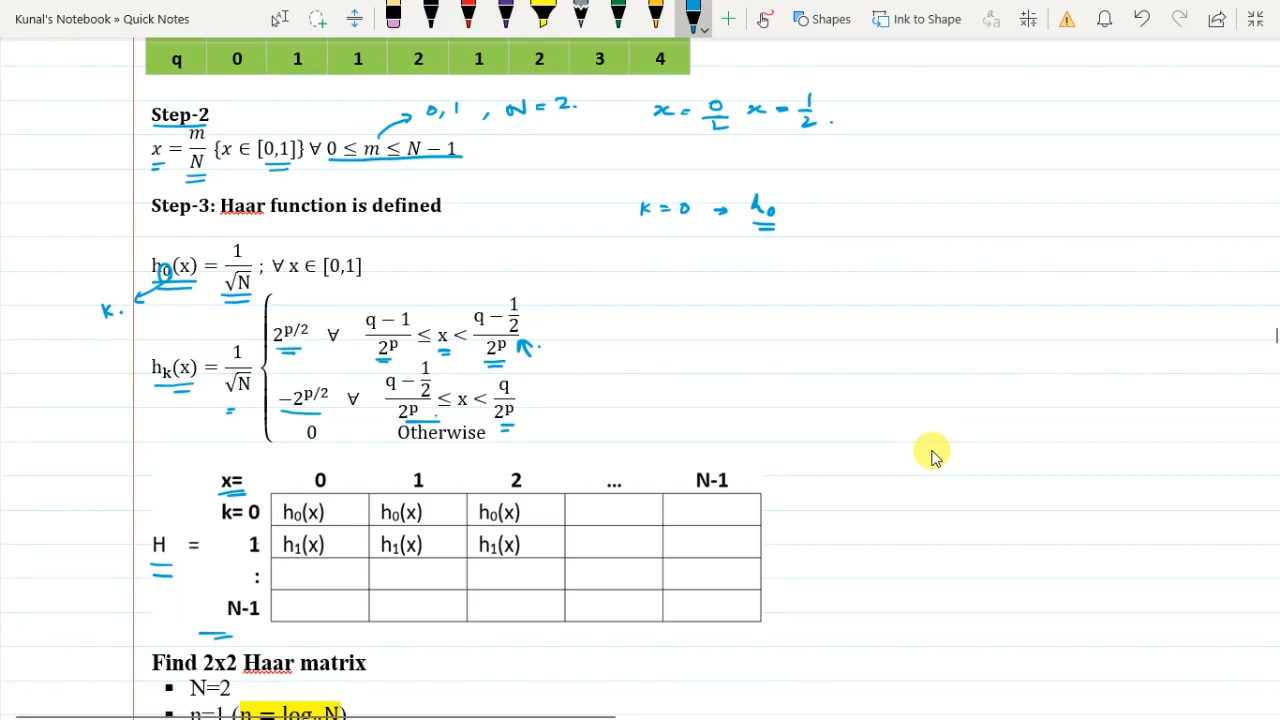 Kunal's Notebook » Quick Notes
Shapes
Ink to Shape
q 0 1 1 2 1 2 3 4
Step-2
0, 1 , N = 2.
x = 0/2 x = 1/2.
x = m/N {x ∈ [0,1]} ∀ 0 ≤ m ≤ N − 1
Step-3: Haar function is defined
K = 0 → h₀
h₀(x) = 1/√N ; ∀ x ∈ [0,1]
0
K.
hₖ(x) = 1/√N {
2^(p/2) ∀ (q − 1)/2^p ≤ x < (q − 1/2)/2^p
−2^(p/2) ∀ (q − 1/2)/2^p ≤ x < q/2^p
0 Otherwise
x= 0 1 2 ... N-1
k= 0 h₀(x) h₀(x) h₀(x)
H = 1 h₁(x) h₁(x) h₁(x)
:
N-1
Find 2x2 Haar matrix
▪ N=2
▪ n=1 (n = log₂N)